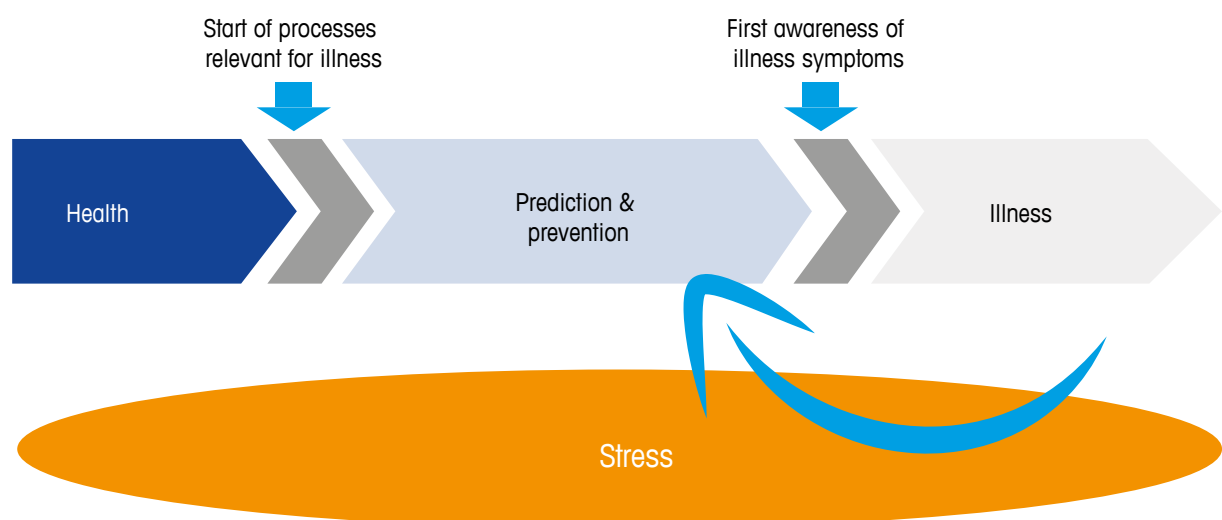 Start of processes
relevant for illness
First awareness of
illness symptoms
Health
Prediction &
prevention
Illness
Stress